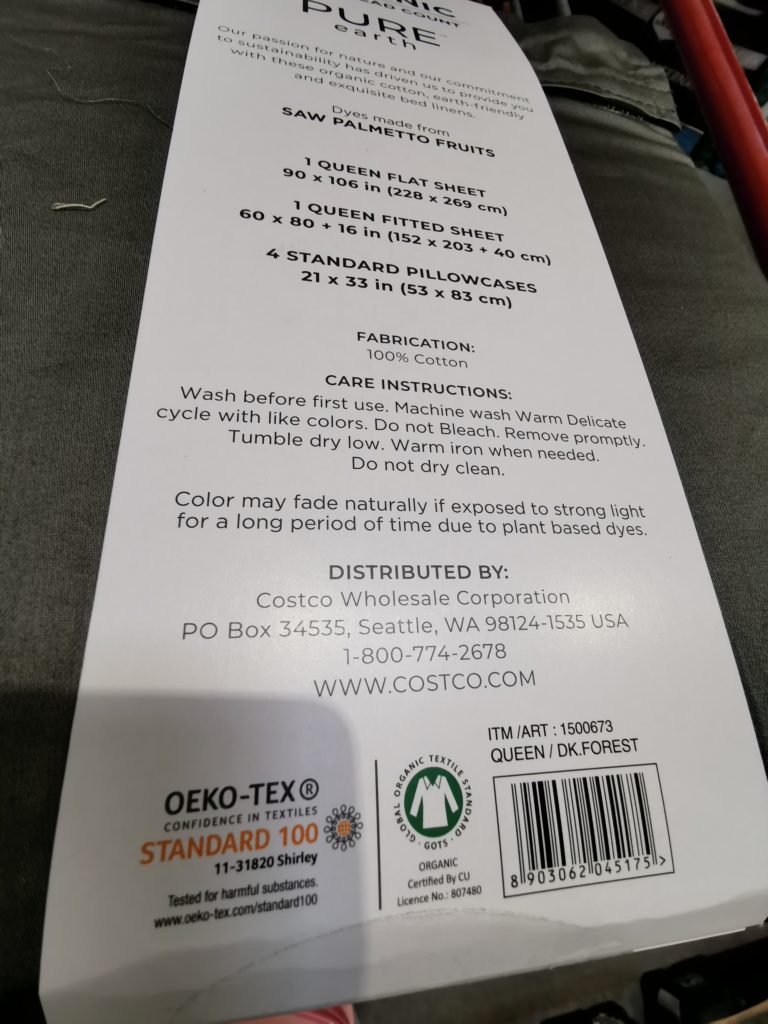 PURE
earth
Our passion for nature and our commitment
to sustainability has driven us to provide you
with these organic cotton, earth-friendly
and exquisite bed linens.
Dyes made from
SAW PALMETTO FRUITS
1 QUEEN FLAT SHEET
90 x 106 in (228 x 269 cm)
1 QUEEN FITTED SHEET
60 x 80 + 16 in (152 x 203 + 40 cm)
4 STANDARD PILLOWCASES
21 x 33 in (53 x 83 cm)
FABRICATION:
100% Cotton
CARE INSTRUCTIONS:
Wash before first use. Machine wash Warm Delicate
cycle with like colors. Do not Bleach. Remove promptly.
Tumble dry low. Warm iron when needed.
Do not dry clean.
Color may fade naturally if exposed to strong light
for a long period of time due to plant based dyes.
DISTRIBUTED BY:
Costco Wholesale Corporation
PO Box 34535, Seattle, WA 98124-1535 USA
1-800-774-2678
WWW.COSTCO.COM
ITM /ART : 1500673
QUEEN / DK.FOREST
OEKO-TEX®
CONFIDENCE IN TEXTILES
STANDARD 100
11-31820 Shirley
Tested for harmful substances.
www.oeko-tex.com/standard100
GLOBAL ORGANIC TEXTILE STANDARD
· GOTS ·
ORGANIC
Certified By CU
Licence No.: 807480
8 903062 045175 >